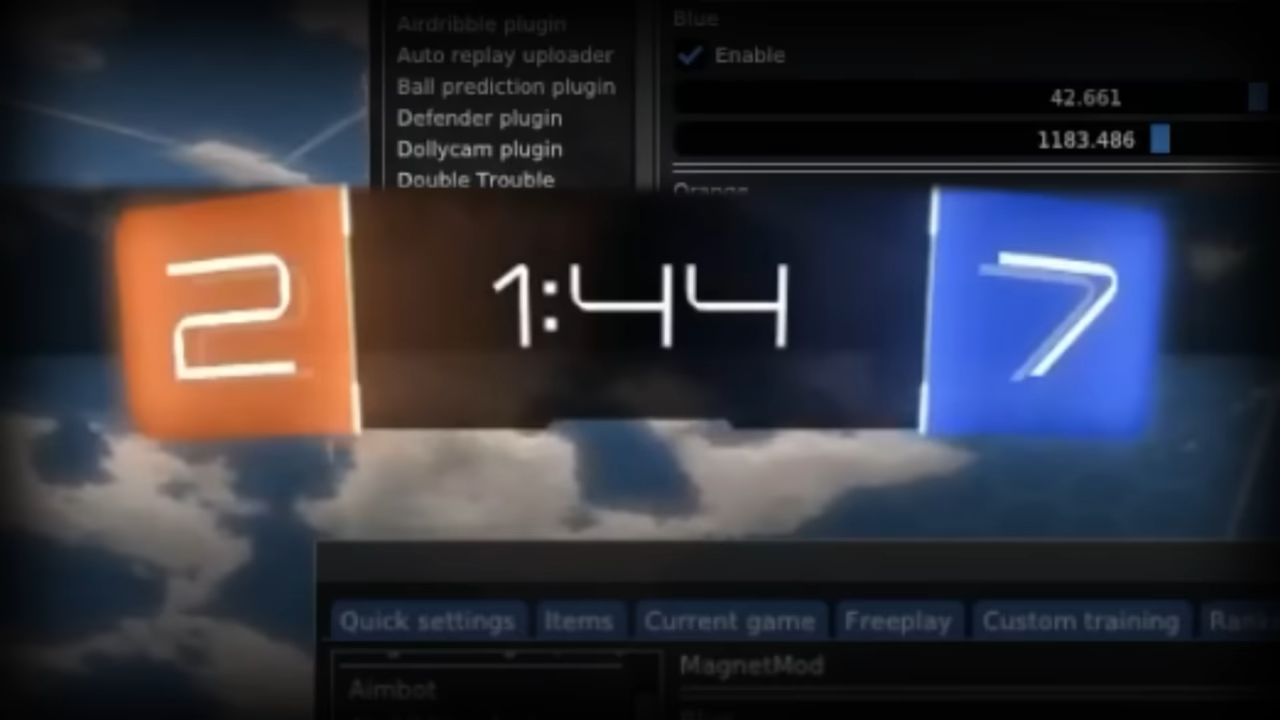 Airdribble plugin
Auto replay uploader
Ball prediction plugin
Defender plugin
Dollycam plugin
Double Trouble
Blue
Enable
42.661
1183.486
Orange
2
1:44
7
Quick settings Items Current game Freeplay Custom training
Aimbot
MagnetMod